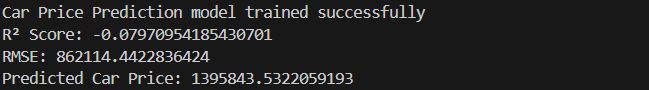 Car Price Prediction model trained successfully
R² Score: -0.07970954185430701
RMSE: 862114.4422836424
Predicted Car Price: 1395843.5322059193